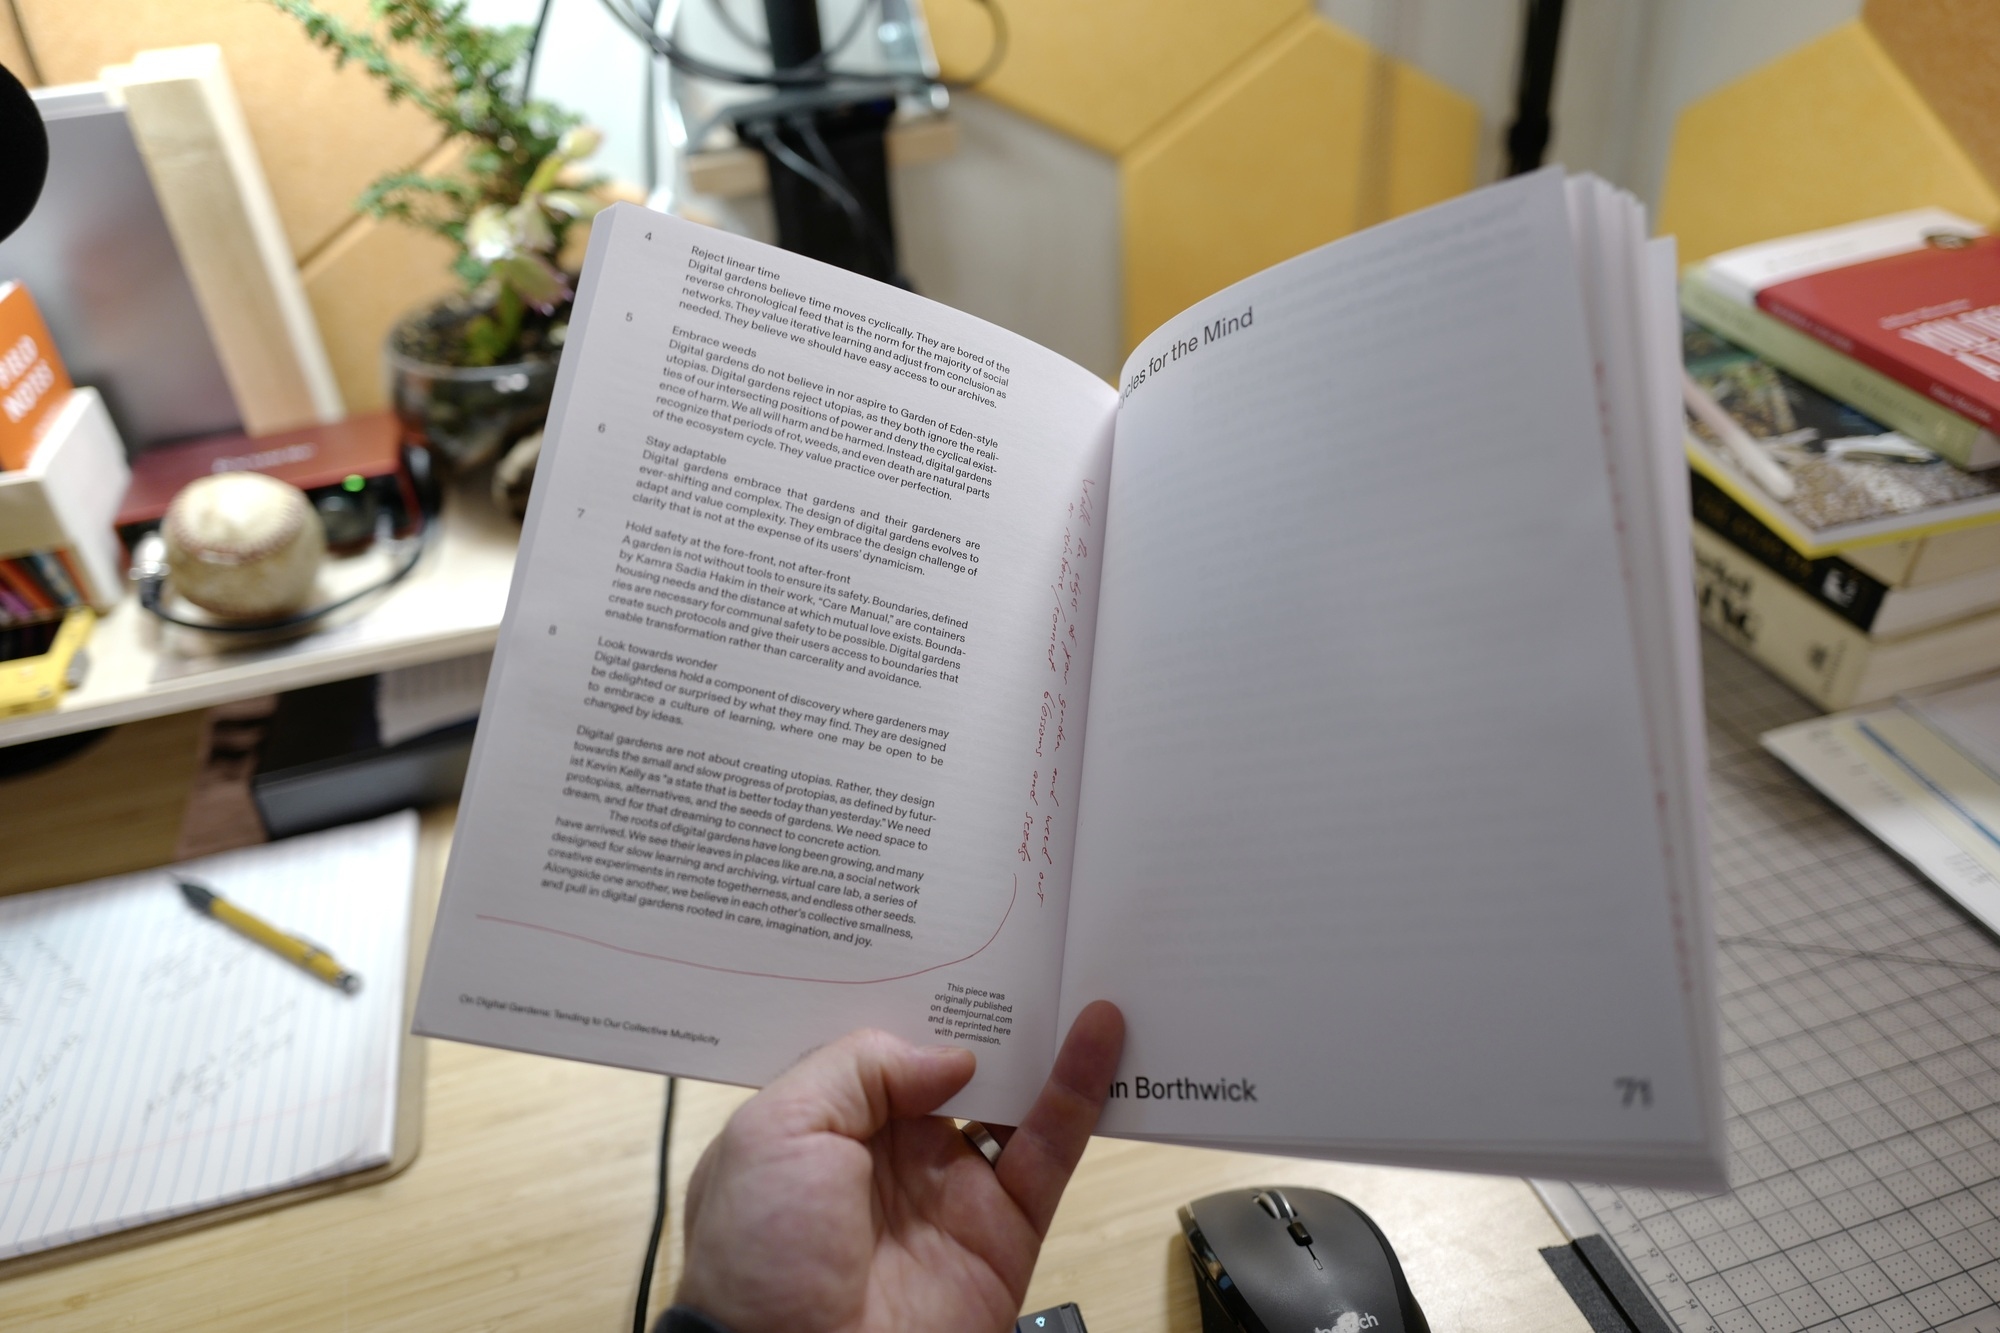 4
Reject linear time
Digital gardens believe time moves cyclically. They are bored of the
reverse chronological feed that is the norm for the majority of social
networks. They value iterative learning and adjust from conclusion as
needed. They believe we should have easy access to our archives.
5
Embrace weeds
Digital gardens do not believe in nor aspire to Garden of Eden-style
utopias. Digital gardens reject utopias, as they both ignore the reali-
ties of our intersecting positions of power and deny the cyclical exist-
ence of harm. We all will harm and be harmed. Instead, digital gardens
recognize that periods of rot, weeds, and even death are natural parts
of the ecosystem cycle. They value practice over perfection.
6
Stay adaptable
Digital gardens embrace that gardens and their gardeners are
ever-shifting and complex. The design of digital gardens evolves to
adapt and value complexity. They embrace the design challenge of
clarity that is not at the expense of its users' dynamicism.
7
Hold safety at the fore-front, not after-front
A garden is not without tools to ensure its safety. Boundaries, defined
by Kamra Sadia Hakim in their work, "Care Manual," are containers
housing needs and the distance at which mutual love exists. Bounda-
ries are necessary for communal safety to be possible. Digital gardens
create such protocols and give their users access to boundaries that
enable transformation rather than carcerality and avoidance.
8
Look towards wonder
Digital gardens hold a component of discovery where gardeners may
be delighted or surprised by what they may find. They are designed
to embrace a culture of learning, where one may be open to be
changed by ideas.
Digital gardens are not about creating utopias. Rather, they design
towards the small and slow progress of protopias, as defined by futur-
ist Kevin Kelly as "a state that is better today than yesterday." We need
protopias, alternatives, and the seeds of gardens. We need space to
dream, and for that dreaming to connect to concrete action.
The roots of digital gardens have long been growing, and many
have arrived. We see their leaves in places like are.na, a social network
designed for slow learning and archiving, virtual care lab, a series of
creative experiments in remote togetherness, and endless other seeds.
Alongside one another, we believe in each other's collective smallness,
and pull in digital gardens rooted in care, imagination, and joy.
This piece was
originally published
on deemjournal.com
and is reprinted here
with permission.
On Digital Gardens: Tending to Our Collective Multiplicity
Walk the edges of your garden and weed out
or enhance/connect blossoms and seeds
ycles for the Mind
in Borthwick
71
FIELD
NOTES